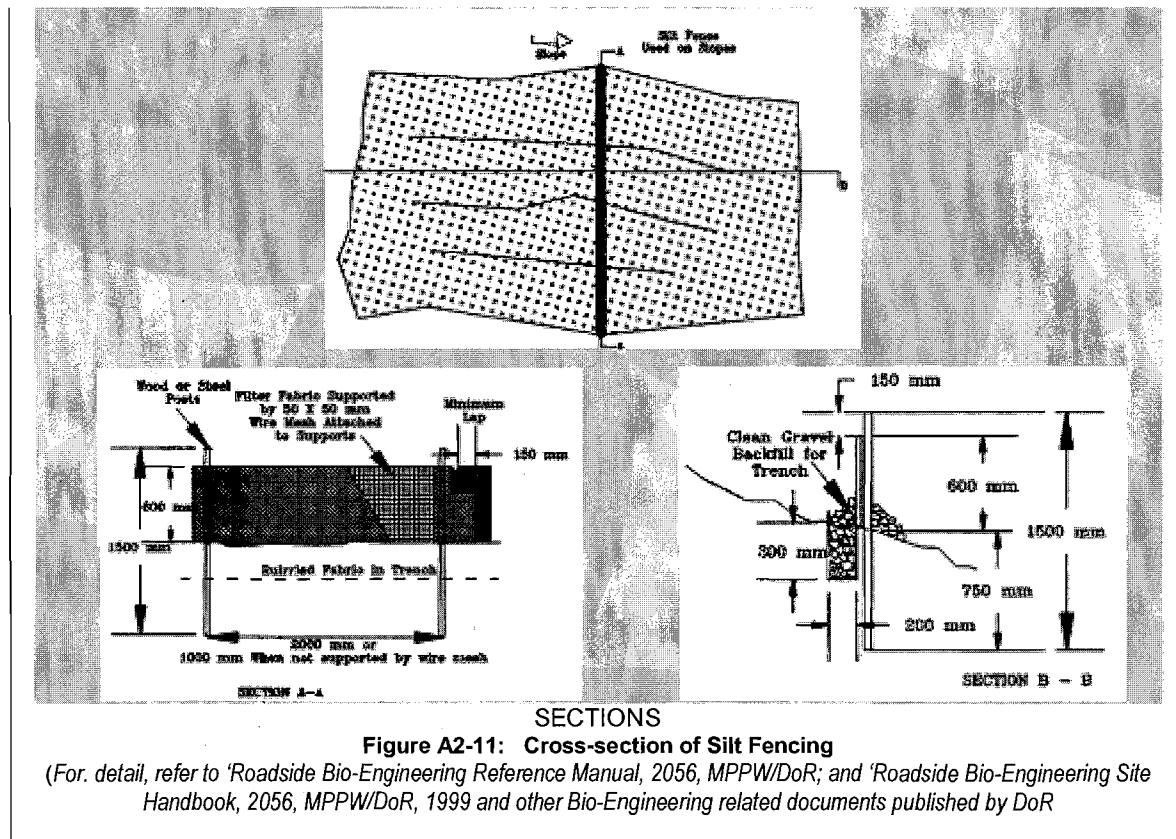 Slope
Silt Fence
Used on Slopes
A
B
A
Wood or Steel
Posts
Filter Fabric Supported
by 50 X 50 mm
Wire Mesh Attached
to Supports
Minimum
Lap
150 mm
600 mm
1500 mm
Buirried Fabric in Trench
2000 mm or
1000 mm When not supported by wire mesh
SECTION A-A
150 mm
Clean Gravel
Backfill for
Trench
600 mm
1500 mm
300 mm
750 mm
200 mm
SECTION B - B
SECTIONS
Figure A2-11: Cross-section of Silt Fencing
(For. detail, refer to ‘Roadside Bio-Engineering Reference Manual, 2056, MPPW/DoR; and ‘Roadside Bio-Engineering Site
Handbook, 2056, MPPW/DoR, 1999 and other Bio-Engineering related documents published by DoR